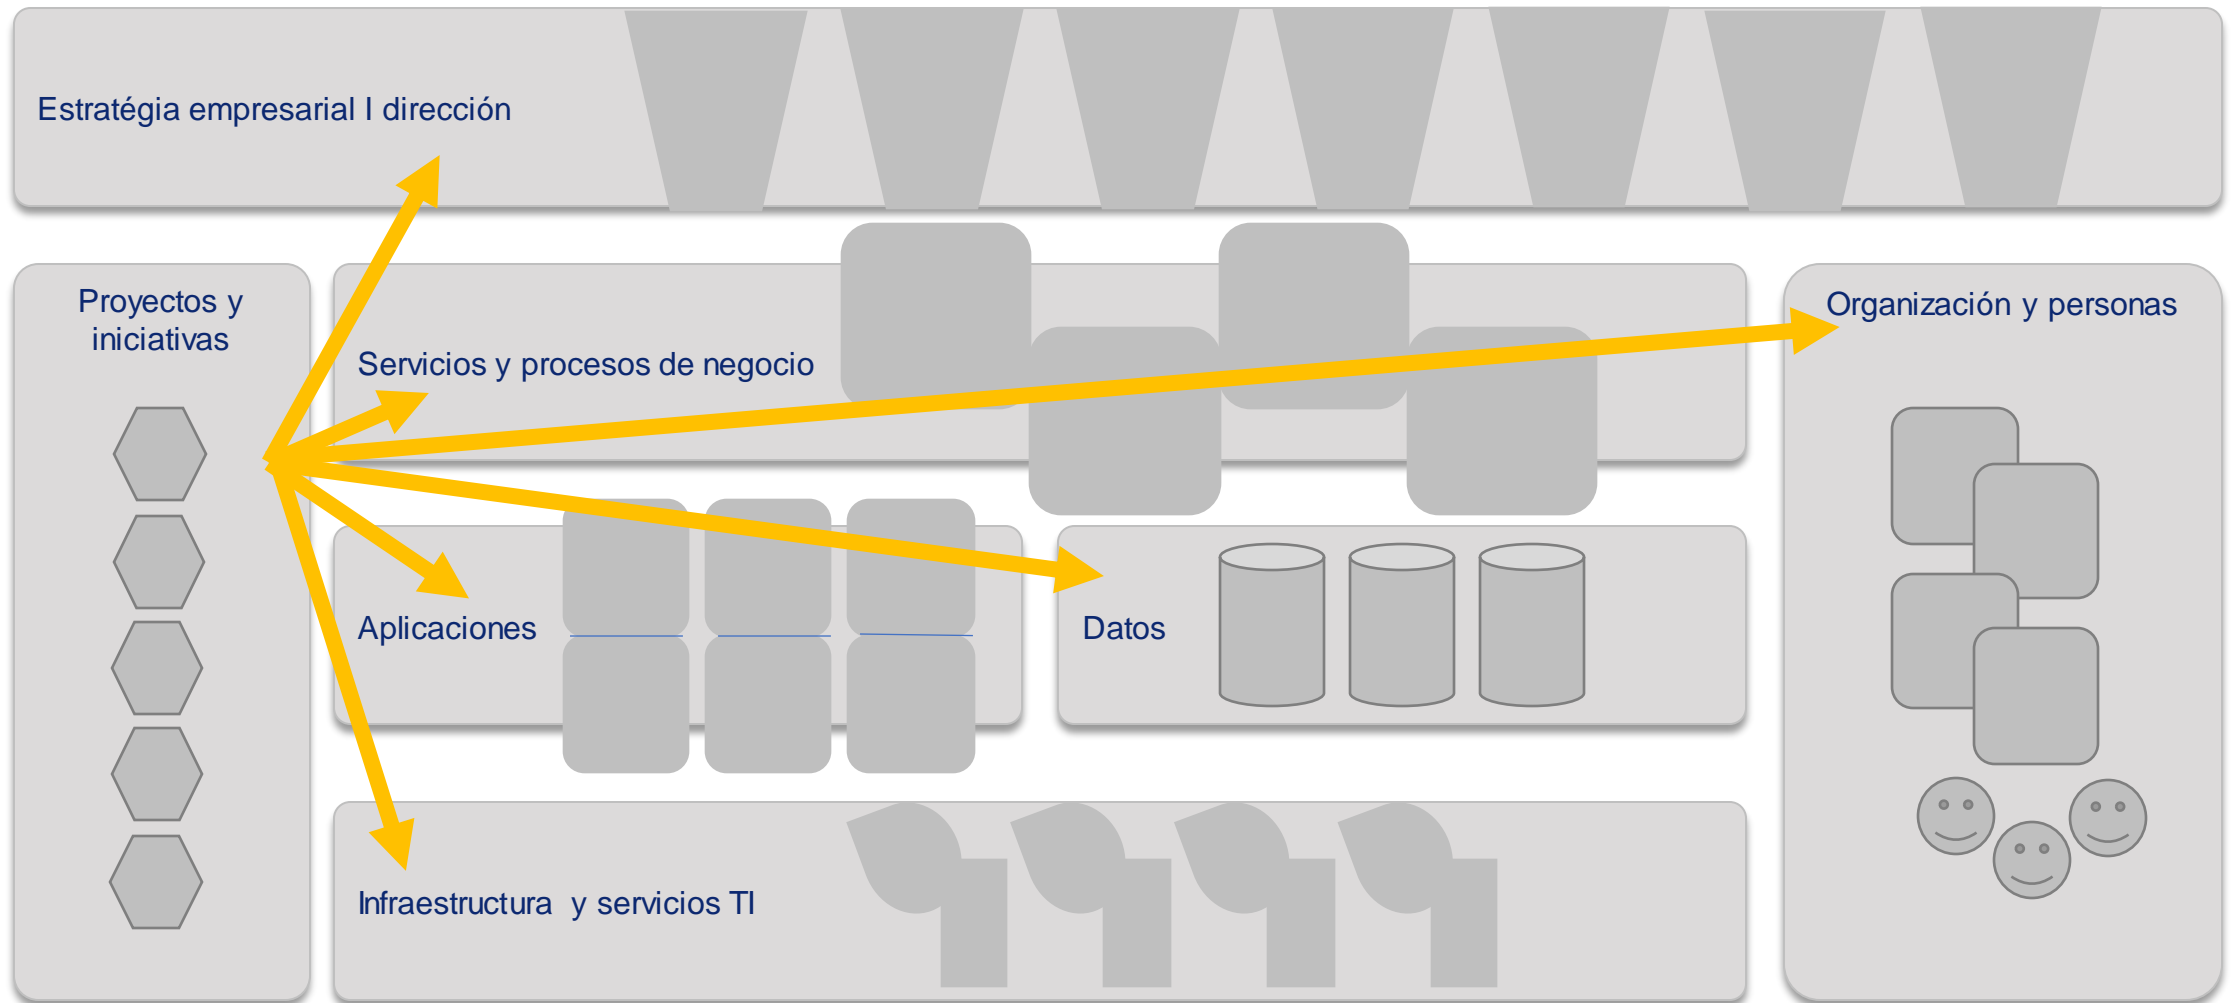 Estratégia empresarial I dirección
Proyectos y
iniciativas
Servicios y procesos de negocio
Organización y personas
Aplicaciones
Datos
Infraestructura y servicios TI